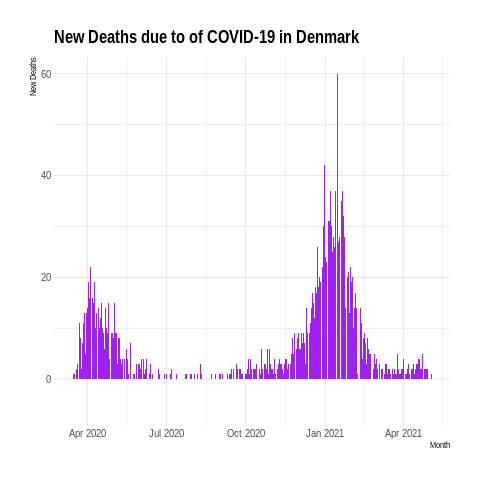 New Deaths due to of COVID-19 in Denmark
New Deaths
60
40
20
0
Apr 2020 Jul 2020 Oct 2020 Jan 2021 Apr 2021
Month